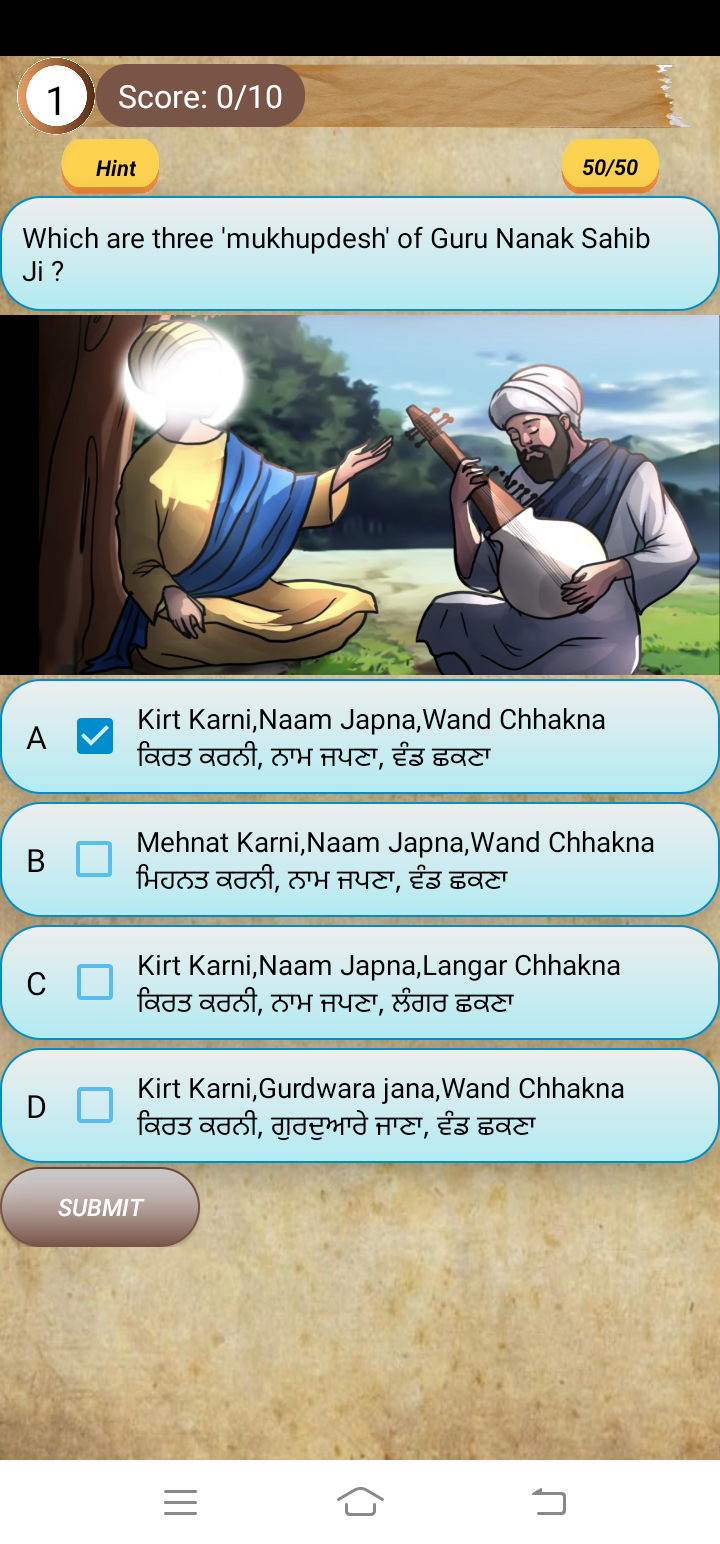 1
Score: 0/10
Hint
50/50
Which are three 'mukhupdesh' of Guru Nanak Sahib
Ji ?
A
Kirt Karni,Naam Japna,Wand Chhakna
ਕਿਰਤ ਕਰਨੀ, ਨਾਮ ਜਪਣਾ, ਵੰਡ ਛਕਣਾ
B
Mehnat Karni,Naam Japna,Wand Chhakna
ਮਿਹਨਤ ਕਰਨੀ, ਨਾਮ ਜਪਣਾ, ਵੰਡ ਛਕਣਾ
C
Kirt Karni,Naam Japna,Langar Chhakna
ਕਿਰਤ ਕਰਨੀ, ਨਾਮ ਜਪਣਾ, ਲੰਗਰ ਛਕਣਾ
D
Kirt Karni,Gurdwara jana,Wand Chhakna
ਕਿਰਤ ਕਰਨੀ, ਗੁਰਦੁਆਰੇ ਜਾਣਾ, ਵੰਡ ਛਕਣਾ
SUBMIT